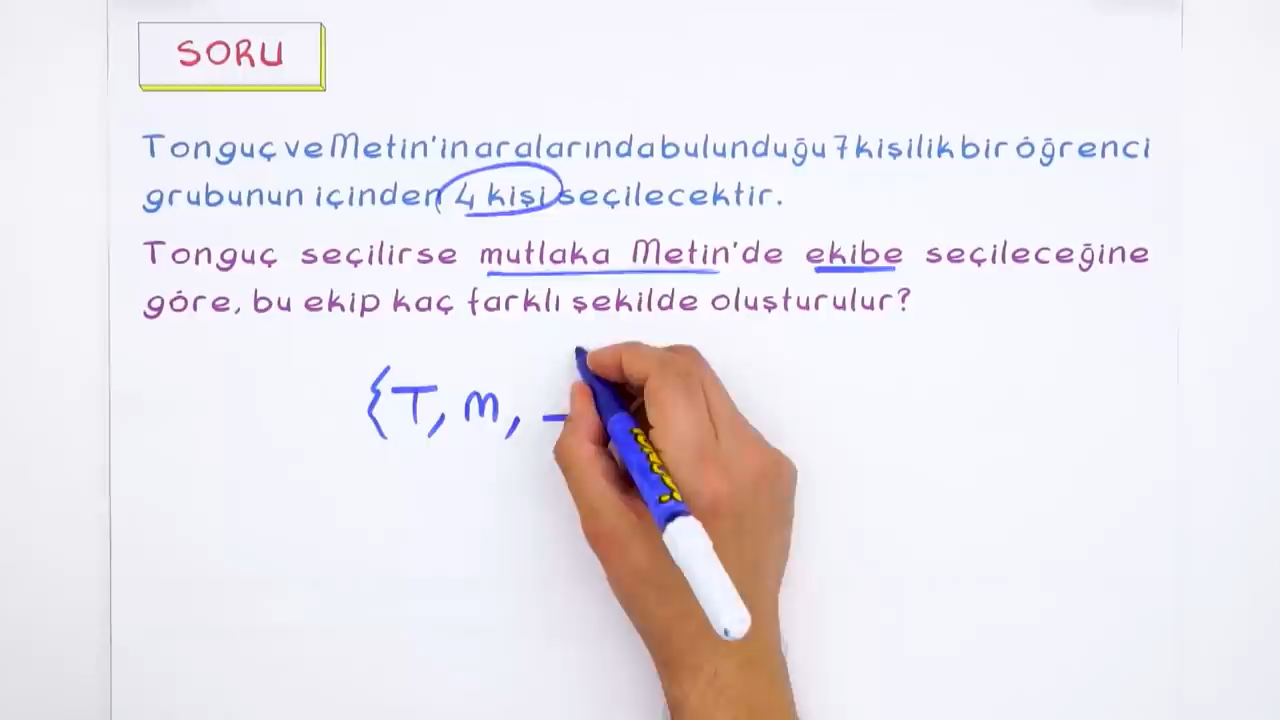 SORU
Tonguç ve Metin'in aralarında bulunduğu 7 kişilik bir öğrenci
grubunun içinden 4 kişi seçilecektir.
Tonguç seçilirse mutlaka Metin'de ekibe seçileceğine
göre, bu ekip kaç farklı şekilde oluşturulur?
{T, m, _